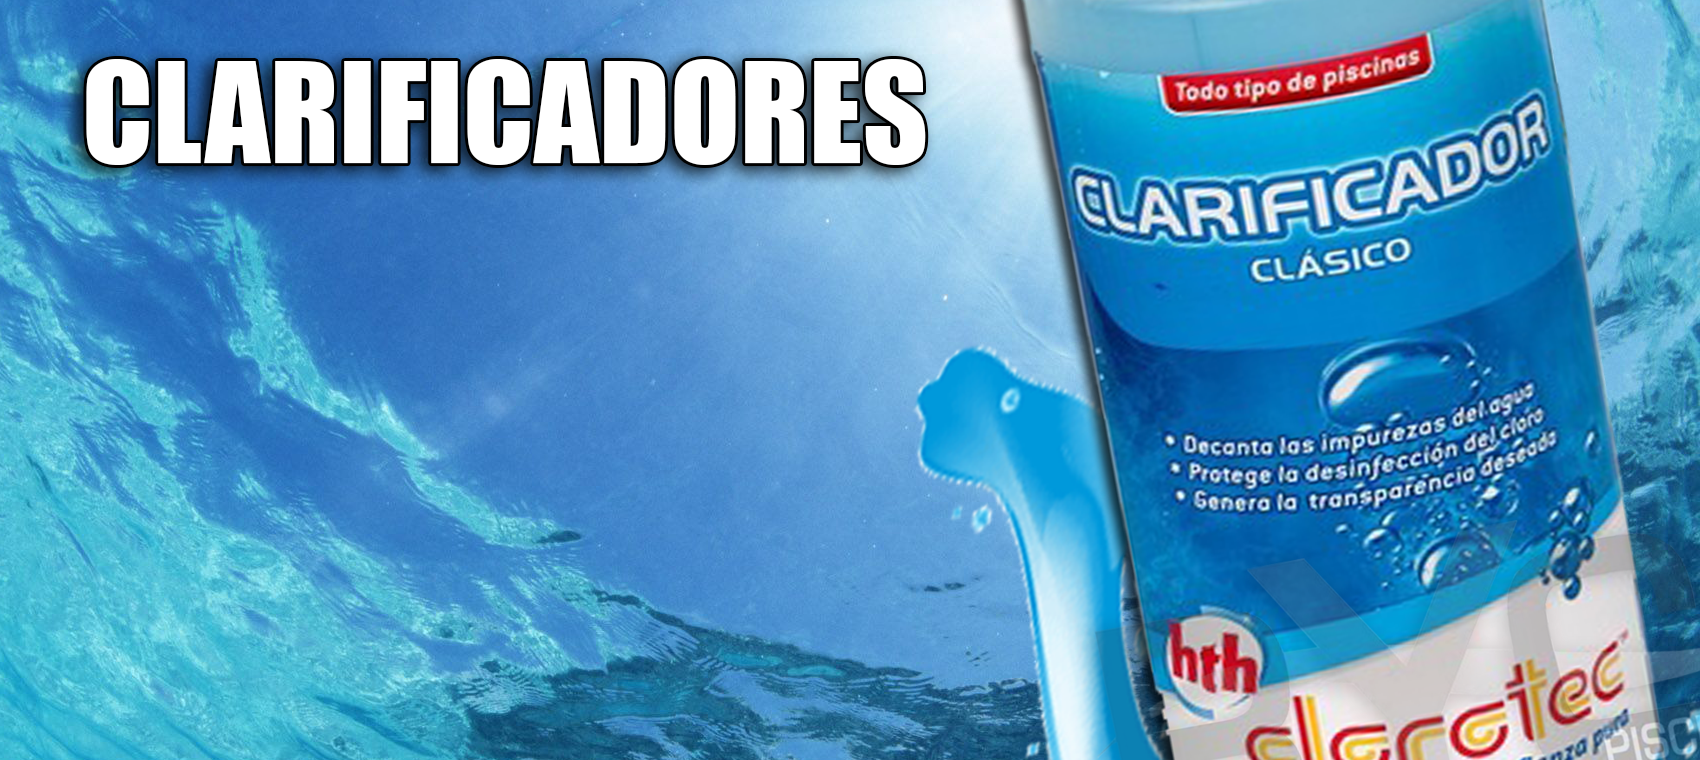 CLARIFICADORES
Todo tipo de piscinas
CLARIFICADOR
CLÁSICO
• Decanta las impurezas del agua
• Protege la desinfección del cloro
• Genera la transparencia deseada
hth
clorotec™